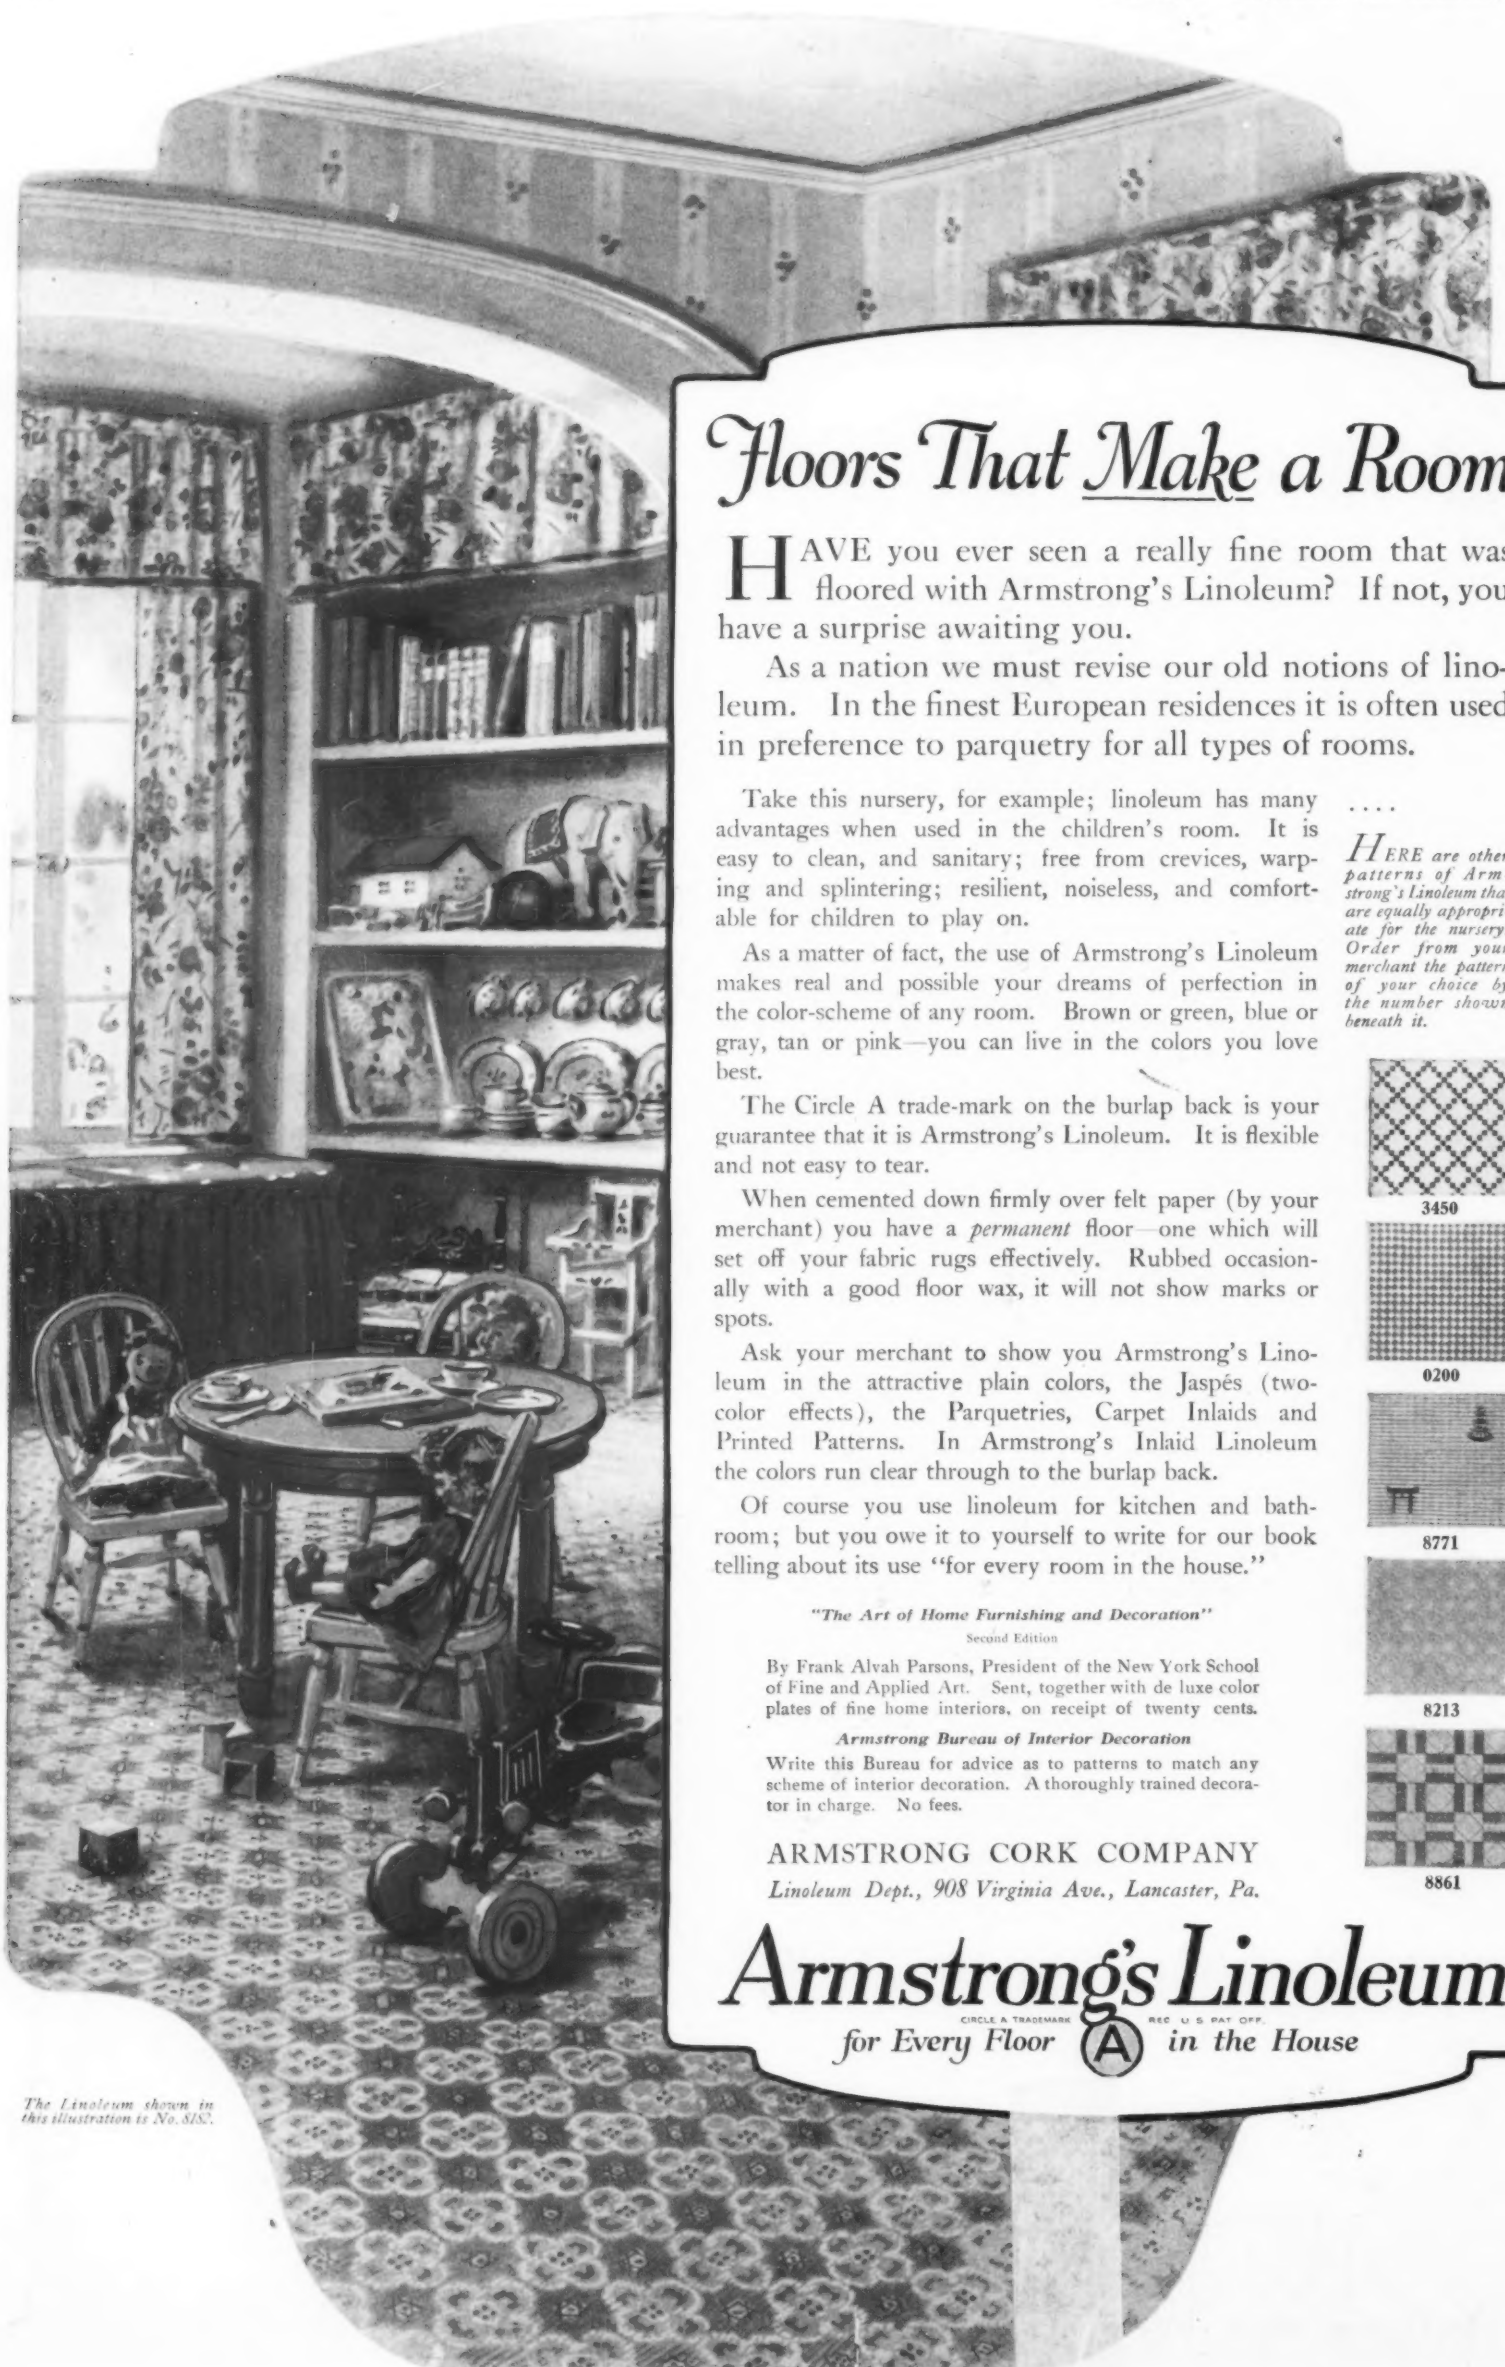 Floors That Make a Room
HAVE you ever seen a really fine room that was
floored with Armstrong's Linoleum? If not, you
have a surprise awaiting you.
As a nation we must revise our old notions of lino-
leum. In the finest European residences it is often used
in preference to parquetry for all types of rooms.
Take this nursery, for example; linoleum has many
advantages when used in the children's room. It is
easy to clean, and sanitary; free from crevices, warp-
ing and splintering; resilient, noiseless, and comfort-
able for children to play on.
As a matter of fact, the use of Armstrong's Linoleum
makes real and possible your dreams of perfection in
the color-scheme of any room. Brown or green, blue or
gray, tan or pink—you can live in the colors you love
best.
The Circle A trade-mark on the burlap back is your
guarantee that it is Armstrong's Linoleum. It is flexible
and not easy to tear.
When cemented down firmly over felt paper (by your
merchant) you have a permanent floor—one which will
set off your fabric rugs effectively. Rubbed occasion-
ally with a good floor wax, it will not show marks or
spots.
Ask your merchant to show you Armstrong's Lino-
leum in the attractive plain colors, the Jaspés (two-
color effects), the Parquetries, Carpet Inlaids and
Printed Patterns. In Armstrong's Inlaid Linoleum
the colors run clear through to the burlap back.
Of course you use linoleum for kitchen and bath-
room; but you owe it to yourself to write for our book
telling about its use "for every room in the house."
"The Art of Home Furnishing and Decoration"
Second Edition
By Frank Alvah Parsons, President of the New York School
of Fine and Applied Art. Sent, together with de luxe color
plates of fine home interiors, on receipt of twenty cents.
Armstrong Bureau of Interior Decoration
Write this Bureau for advice as to patterns to match any
scheme of interior decoration. A thoroughly trained decora-
tor in charge. No fees.
ARMSTRONG CORK COMPANY
Linoleum Dept., 908 Virginia Ave., Lancaster, Pa.
....
HERE are other
patterns of Arm
strong's Linoleum tha
are equally appropri
ate for the nursery
Order from your
merchant the pattern
of your choice by
the number shown
beneath it.
3450
0200
8771
8213
8861
Armstrong's Linoleum
CIRCLE A TRADEMARK REG U S PAT OFF.
for Every Floor A in the House
The Linoleum shown in
this illustration is No. 8182.